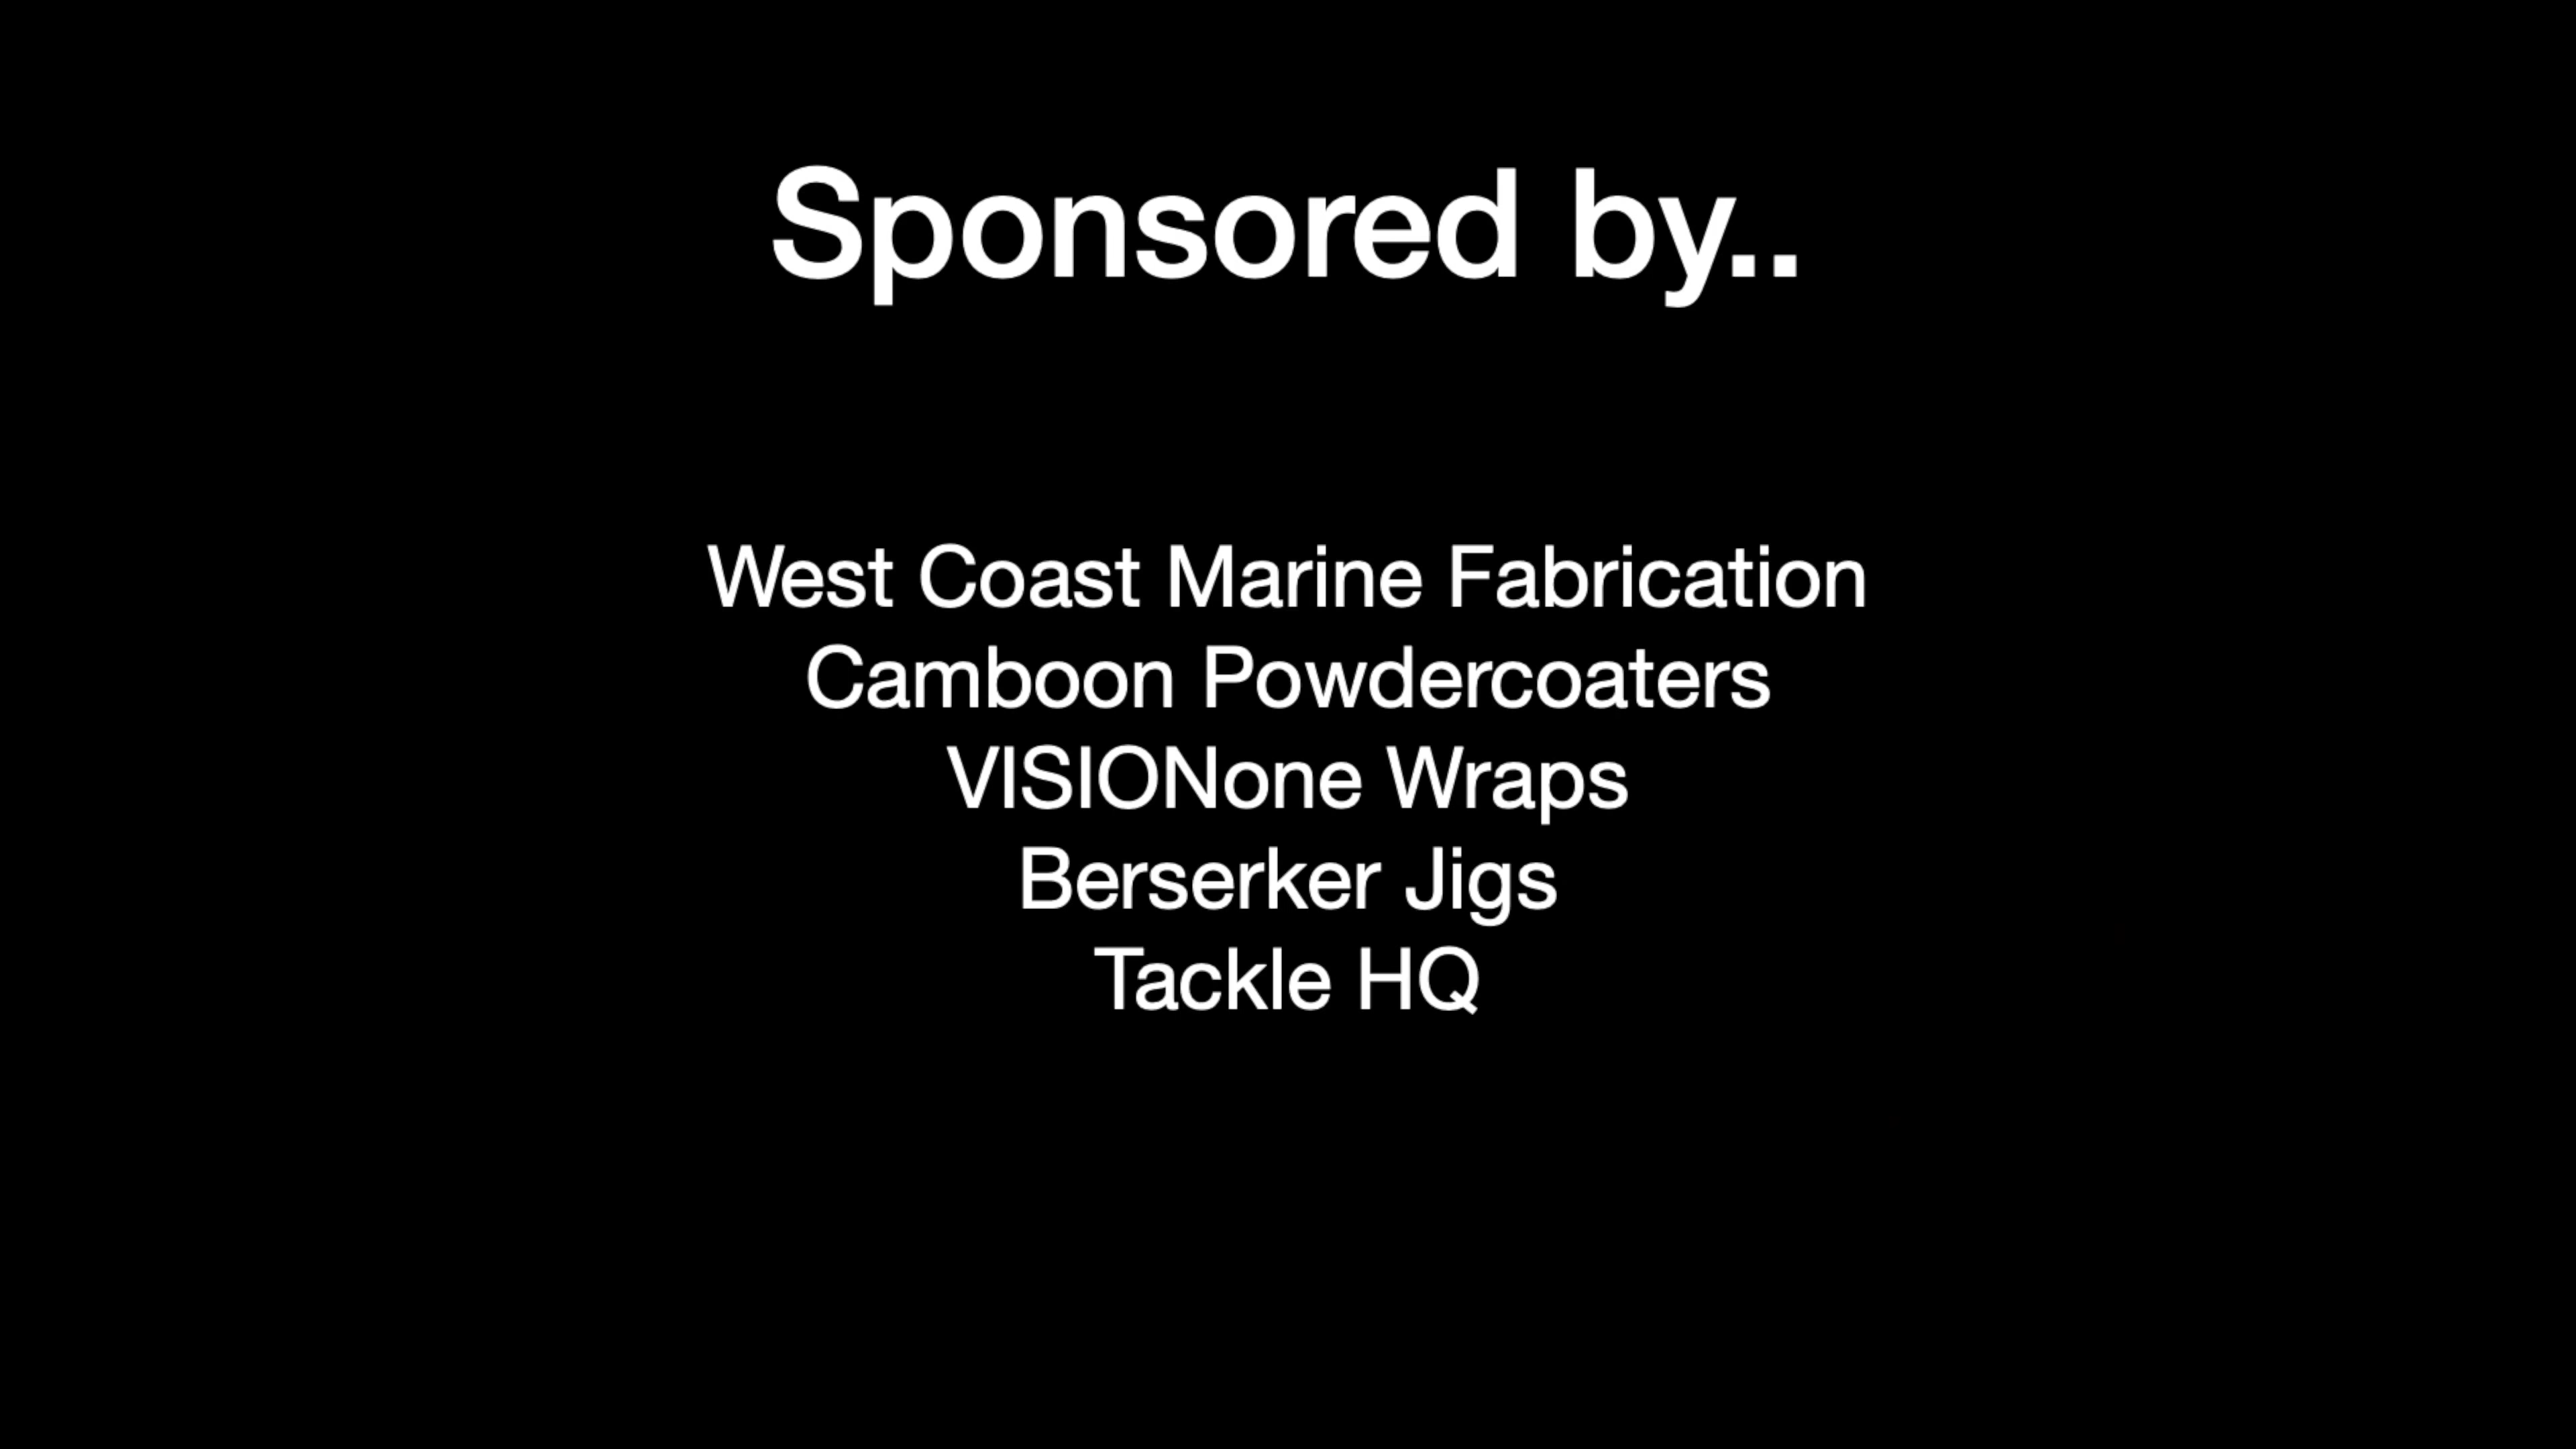 Sponsored by..
West Coast Marine Fabrication
Camboon Powdercoaters
VISIONone Wraps
Berserker Jigs
Tackle HQ